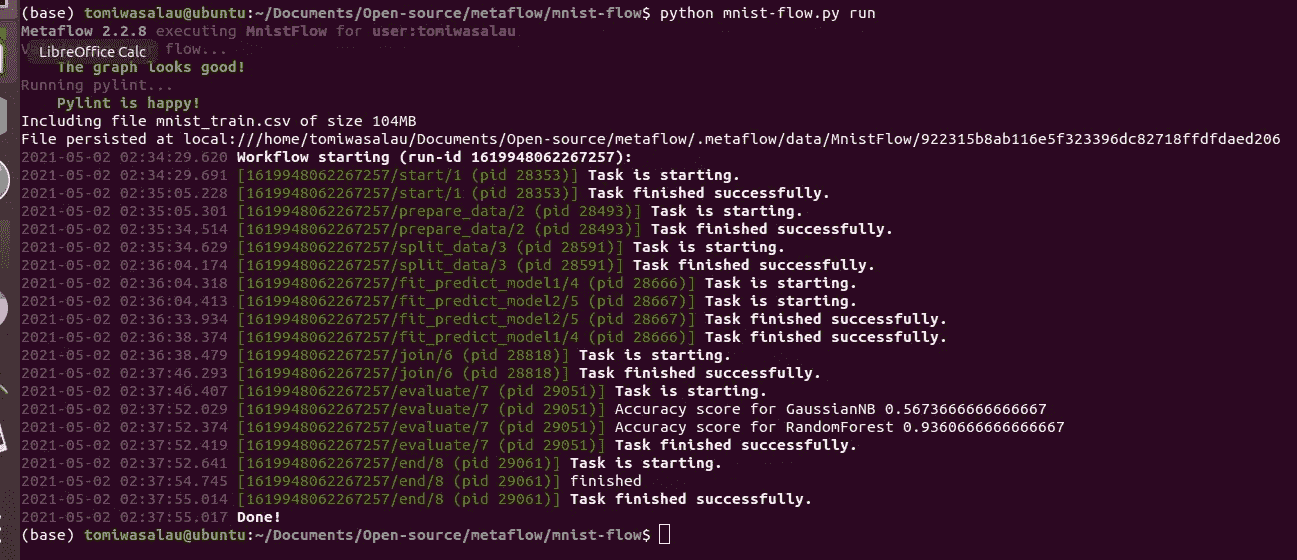 (base) tomiwasalau@ubuntu:~/Documents/Open-source/metaflow/mnist-flow$ python mnist-flow.py run
Metaflow 2.2.8 executing MnistFlow for user:tomiwasalau
LibreOffice Calc flow...
The graph looks good!
Running pylint...
Pylint is happy!
Including file mnist_train.csv of size 104MB
File persisted at local:///home/tomiwasalau/Documents/Open-source/metaflow/.metaflow/data/MnistFlow/922315b8ab116e5f323396dc82718ffdfdaed206
2021-05-02 02:34:29.620 Workflow starting (run-id 1619948062267257):
2021-05-02 02:34:29.691 [1619948062267257/start/1 (pid 28353)] Task is starting.
2021-05-02 02:35:05.228 [1619948062267257/start/1 (pid 28353)] Task finished successfully.
2021-05-02 02:35:05.301 [1619948062267257/prepare_data/2 (pid 28493)] Task is starting.
2021-05-02 02:35:34.514 [1619948062267257/prepare_data/2 (pid 28493)] Task finished successfully.
2021-05-02 02:35:34.629 [1619948062267257/split_data/3 (pid 28591)] Task is starting.
2021-05-02 02:36:04.174 [1619948062267257/split_data/3 (pid 28591)] Task finished successfully.
2021-05-02 02:36:04.318 [1619948062267257/fit_predict_model1/4 (pid 28666)] Task is starting.
2021-05-02 02:36:04.413 [1619948062267257/fit_predict_model2/5 (pid 28667)] Task is starting.
2021-05-02 02:36:33.934 [1619948062267257/fit_predict_model2/5 (pid 28667)] Task finished successfully.
2021-05-02 02:36:38.374 [1619948062267257/fit_predict_model1/4 (pid 28666)] Task finished successfully.
2021-05-02 02:36:38.479 [1619948062267257/join/6 (pid 28818)] Task is starting.
2021-05-02 02:37:46.293 [1619948062267257/join/6 (pid 28818)] Task finished successfully.
2021-05-02 02:37:46.407 [1619948062267257/evaluate/7 (pid 29051)] Task is starting.
2021-05-02 02:37:52.029 [1619948062267257/evaluate/7 (pid 29051)] Accuracy score for GaussianNB 0.5673666666666667
2021-05-02 02:37:52.374 [1619948062267257/evaluate/7 (pid 29051)] Accuracy score for RandomForest 0.9360666666666667
2021-05-02 02:37:52.419 [1619948062267257/evaluate/7 (pid 29051)] Task finished successfully.
2021-05-02 02:37:52.641 [1619948062267257/end/8 (pid 29061)] Task is starting.
2021-05-02 02:37:54.745 [1619948062267257/end/8 (pid 29061)] finished
2021-05-02 02:37:55.014 [1619948062267257/end/8 (pid 29061)] Task finished successfully.
2021-05-02 02:37:55.017 Done!
(base) tomiwasalau@ubuntu:~/Documents/Open-source/metaflow/mnist-flow$